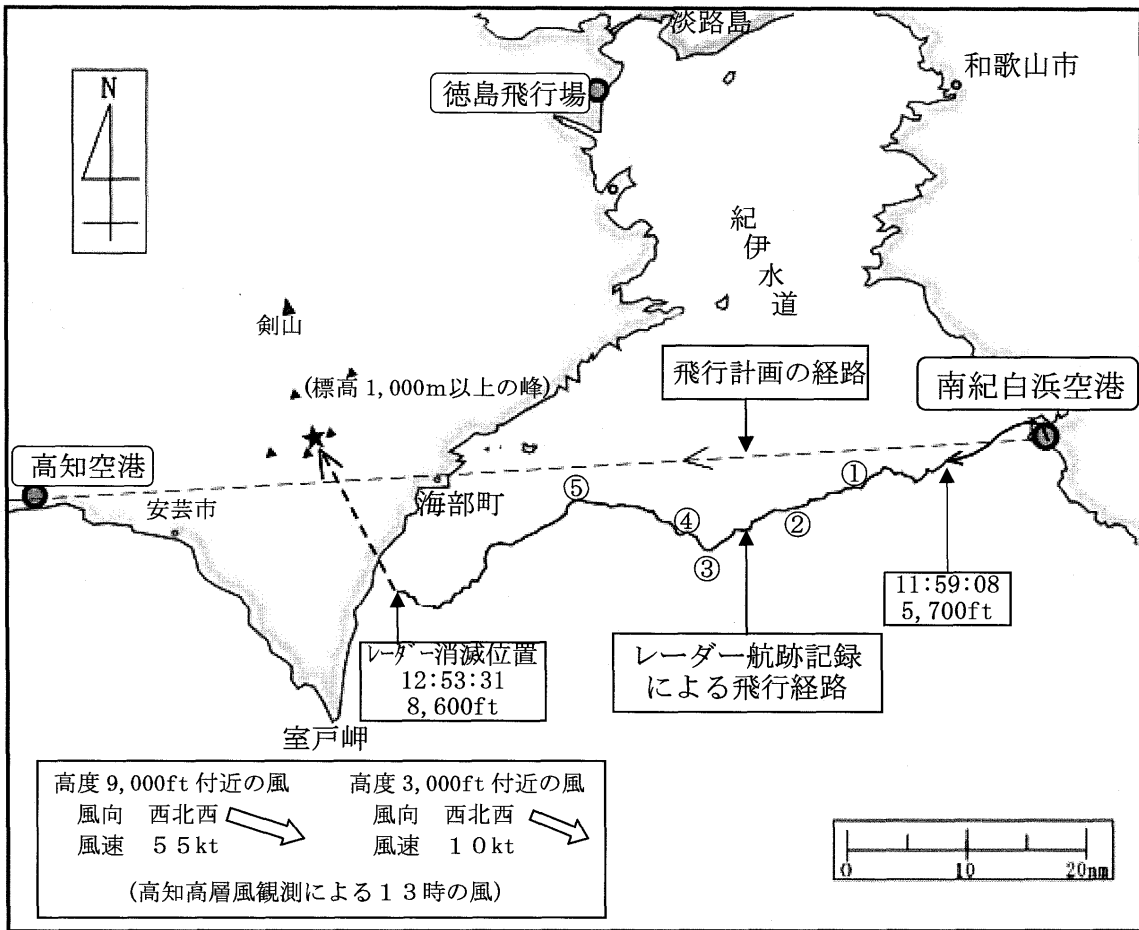 淡路島
N
徳島飛行場
和歌山市
紀伊水道
剣山
(標高1,000m以上の峰)
飛行計画の経路
南紀白浜空港
高知空港
安芸市
海部町
①
②
③
④
⑤
11:59:08
5,700ft
レーダー消滅位置
12:53:31
8,600ft
レーダー航跡記録
による飛行経路
室戸岬
高度9,000ft付近の風
風向 西北西
風速 55kt
高度3,000ft付近の風
風向 西北西
風速 10kt
(高知高層風観測による13時の風)
0 10 20nm